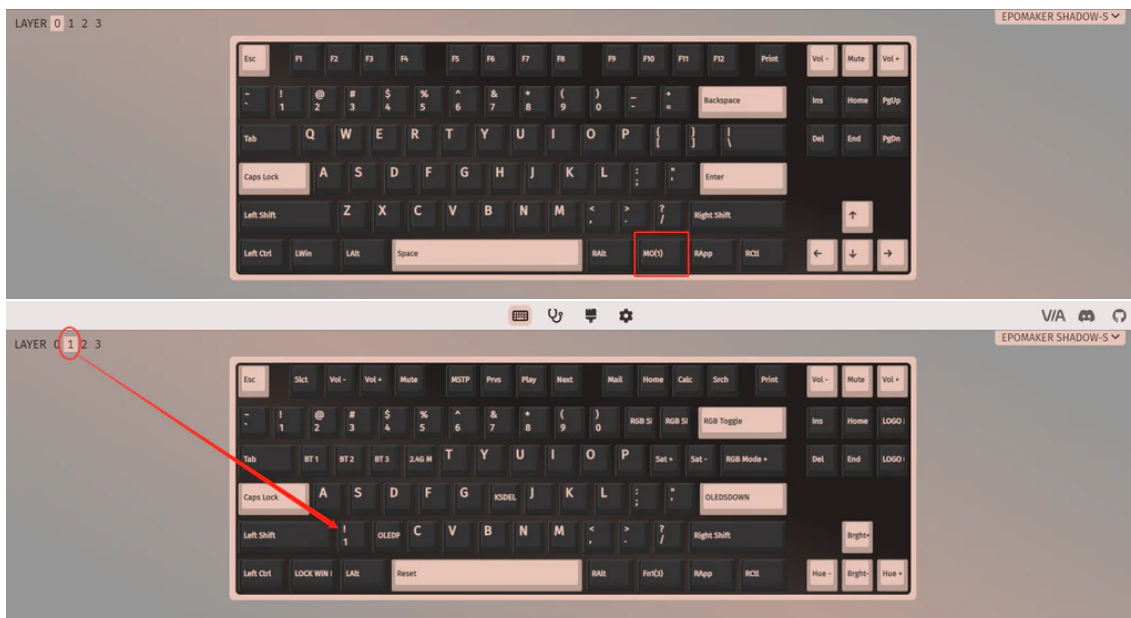 LAYER 0 1 2 3 EPOMAKER SHADOW-S
Esc F1 F2 F3 F4 F5 F6 F7 F8 F9 F10 F11 F12 Print Vol - Mute Vol +
~ ! @ # $ % ^ & * ( ) _ + Backspace Ins Home PgUp
` 1 2 3 4 5 6 7 8 9 0 - =
Tab Q W E R T Y U I O P { } | Del End PgDn
[ ] \
Caps Lock A S D F G H J K L : " Enter
; '
Left Shift Z X C V B N M < > ? Right Shift ↑
, . /
Left Ctrl LWin LAlt Space RAlt MO(1) RApp RCtl ← ↓ →
V/A
LAYER 0 1 2 3 EPOMAKER SHADOW-S
Esc Slct Vol - Vol + Mute MSTP Prvs Play Next Mail Home Calc Srch Print Vol - Mute Vol +
~ ! @ # $ % ^ & * ( ) RGB SI RGB SI RGB Toggle Ins Home LOGO
` 1 2 3 4 5 6 7 8 9 0
Tab BT 1 BT 2 BT 3 2.4G M T Y U I O P Sat + Sat - RGB Mode + Del End LOGO
Caps Lock A S D F G KSDEL J K L : " OLEDSDOWN
; '
Left Shift ! OLEDP C V B N M < > ? Right Shift Brght+
1 , . /
Left Ctrl LOCK WIN LAlt Reset RAlt Fn1(3) RApp RCtl Hue - Brght- Hue +